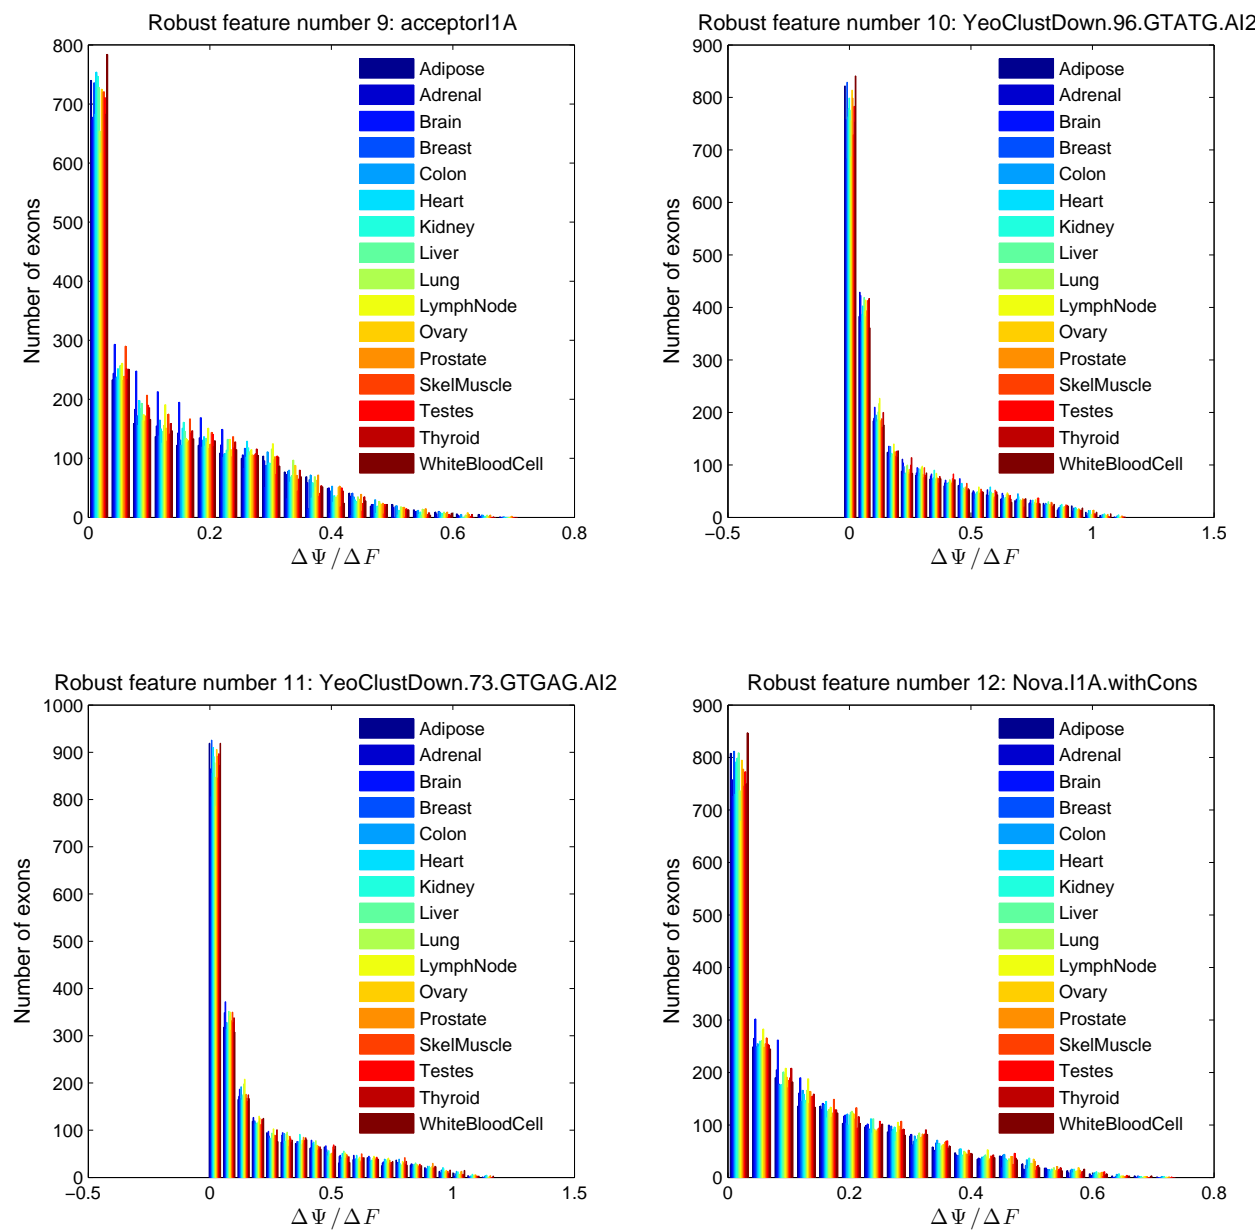 Robust feature number 9: acceptorI1A
800
700
600
500
400
300
200
100
0
Number of exons
0
0.2
0.4
0.6
0.8
ΔΨ/ΔF
Adipose
Adrenal
Brain
Breast
Colon
Heart
Kidney
Liver
Lung
LymphNode
Ovary
Prostate
SkelMuscle
Testes
Thyroid
WhiteBloodCell
Robust feature number 10: YeoClustDown.96.GTATG.AI2
900
800
700
600
500
400
300
200
100
0
Number of exons
−0.5
0
0.5
1
1.5
ΔΨ/ΔF
Adipose
Adrenal
Brain
Breast
Colon
Heart
Kidney
Liver
Lung
LymphNode
Ovary
Prostate
SkelMuscle
Testes
Thyroid
WhiteBloodCell
Robust feature number 11: YeoClustDown.73.GTGAG.AI2
1000
900
800
700
600
500
400
300
200
100
0
Number of exons
−0.5
0
0.5
1
1.5
ΔΨ/ΔF
Adipose
Adrenal
Brain
Breast
Colon
Heart
Kidney
Liver
Lung
LymphNode
Ovary
Prostate
SkelMuscle
Testes
Thyroid
WhiteBloodCell
Robust feature number 12: Nova.I1A.withCons
900
800
700
600
500
400
300
200
100
0
Number of exons
0
0.2
0.4
0.6
0.8
ΔΨ/ΔF
Adipose
Adrenal
Brain
Breast
Colon
Heart
Kidney
Liver
Lung
LymphNode
Ovary
Prostate
SkelMuscle
Testes
Thyroid
WhiteBloodCell